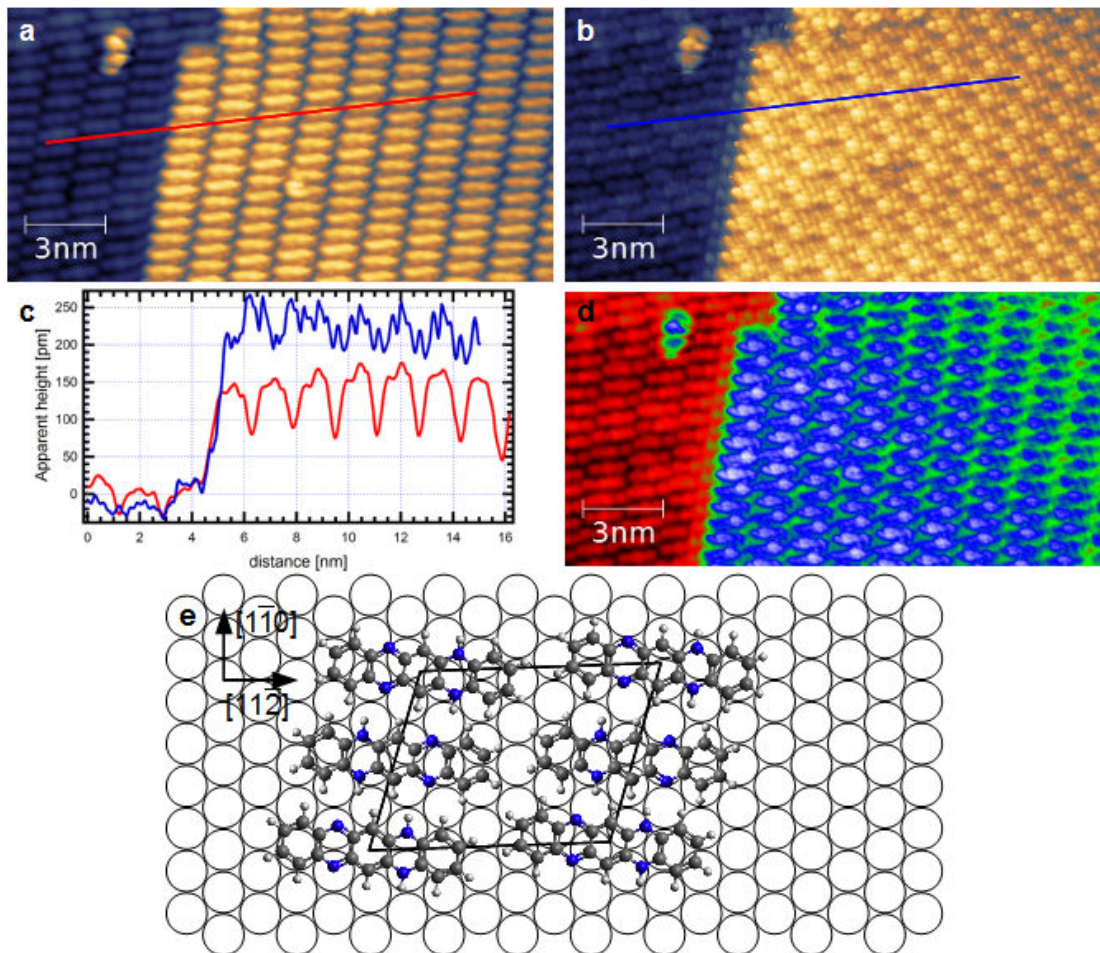 a
3nm
b
3nm
c
250
200
150
100
50
0
0 2 4 6 8 10 12 14 16
Apparent height [pm]
distance [nm]
d
3nm
e
[11̄0]
[112̄]